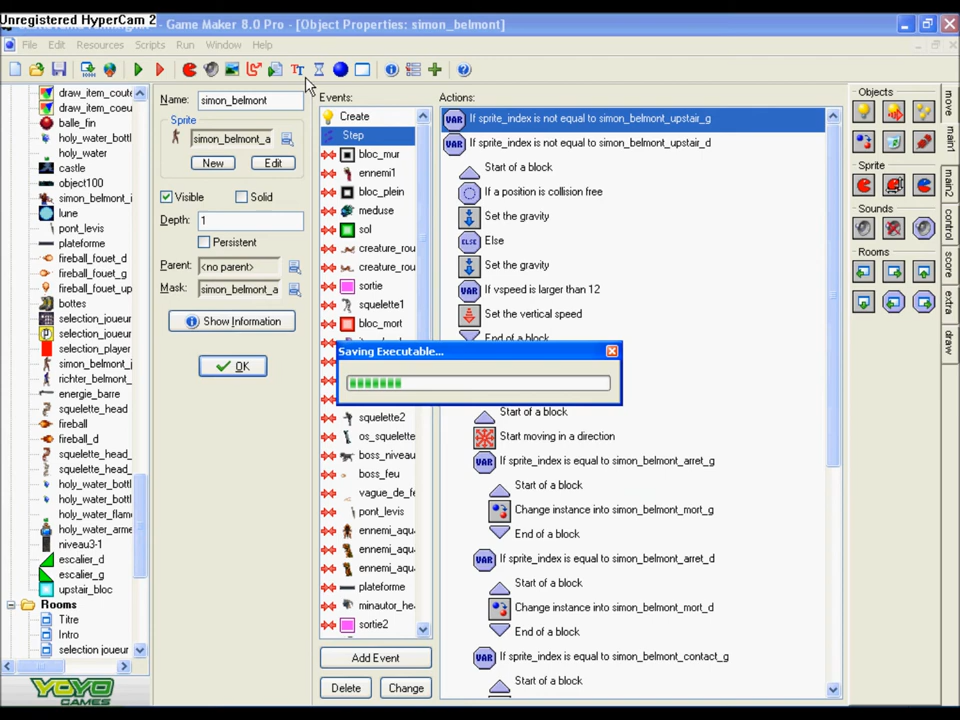 Unregistered HyperCam 2
- Game Maker 8.0 Pro - [Object Properties: simon_belmont]
File Edit Resources Scripts Run Window Help
draw_item_coute
draw_item_coeu
balle_fin
holy_water_bottl
holy_water
castle
object100
simon_belmont_i
lune
pont_levis
plateforme
fireball_fouet_d
fireball_fouet_g
fireball_fouet_up
bottes
selection_joueur
selection_joueur
selection_player
simon_belmont_j
richter_belmont_
energie_barre
squelette_head
fireball
fireball_d
squelette_head_
squelette_head_
holy_water_bottl
holy_water_bottl
holy_water_flam
holy_water_arme
niveau3-1
escalier_d
escalier_g
upstair_bloc
Rooms
Titre
Intro
selection joueur
YOYO
GAMES
Name: simon_belmont
Sprite
simon_belmont_a
New Edit
Visible Solid
Depth: 1
Persistent
Parent: <no parent>
Mask: simon_belmont_a
Show Information
OK
Events:
Create
Step
bloc_mur
ennemi1
bloc_plein
meduse
sol
creature_rou
creature_rou
sortie
squelette1
bloc_mort
squelette2
os_squelette
boss_niveau
boss_feu
vague_de_fe
pont_levis
ennemi_aqu
ennemi_aqu
ennemi_aqu
plateforme
minautor_he
sortie2
Add Event
Delete Change
Saving Executable...
Actions:
VAR If sprite_index is not equal to simon_belmont_upstair_g
VAR If sprite_index is not equal to simon_belmont_upstair_d
Start of a block
If a position is collision free
Set the gravity
ELSE Else
Set the gravity
VAR If vspeed is larger than 12
Set the vertical speed
End of a block
Start of a block
Start moving in a direction
VAR If sprite_index is equal to simon_belmont_arret_g
Start of a block
Change instance into simon_belmont_mort_g
End of a block
VAR If sprite_index is equal to simon_belmont_arret_d
Start of a block
Change instance into simon_belmont_mort_d
End of a block
VAR If sprite_index is equal to simon_belmont_contact_g
Start of a block
Objects
Sprite
Sounds
Rooms
move
main1
main2
control
score
extra
draw